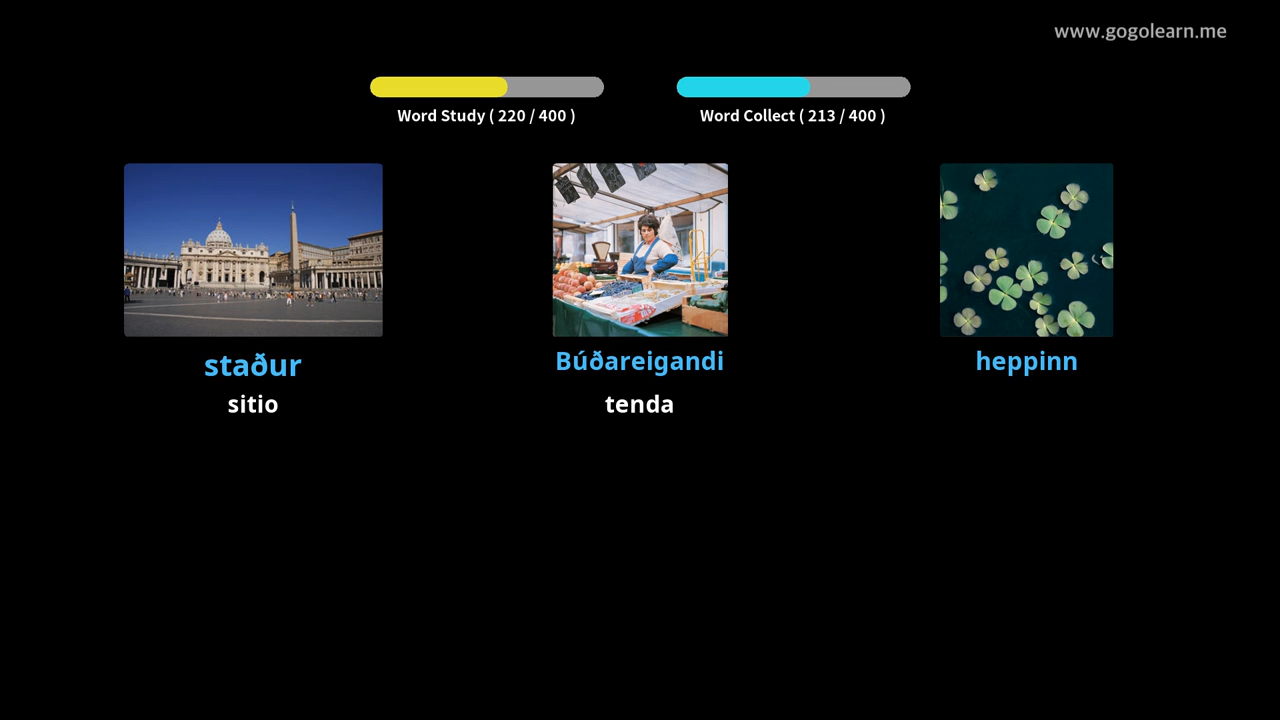 www.gogolearn.me
Word Study ( 220 / 400 )
Word Collect ( 213 / 400 )
staður
Búðareigandi
heppinn
sitio
tenda